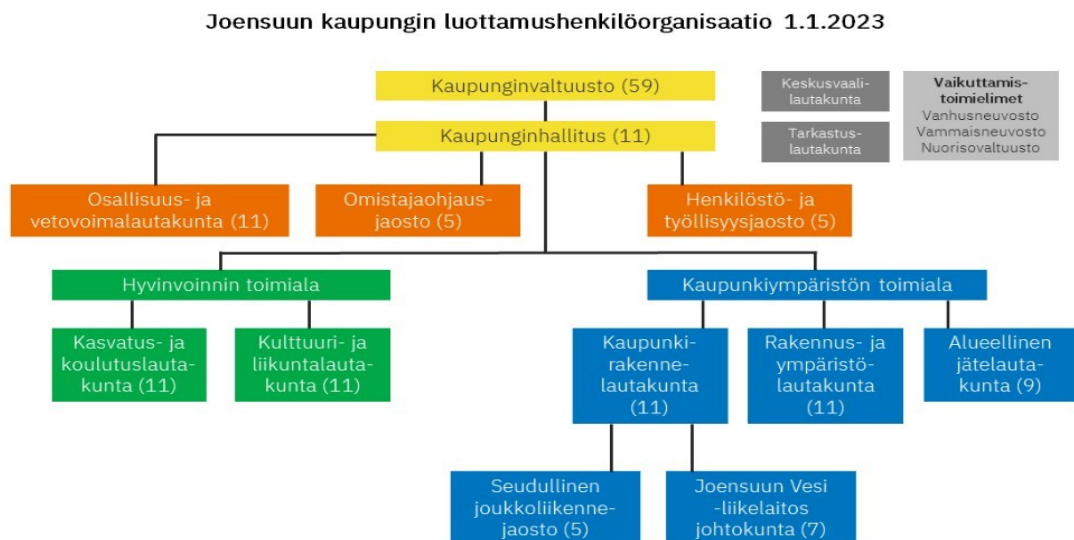 Joensuun kaupungin luottamushenkilöorganisaatio 1.1.2023
Kaupunginvaltuusto (59)
Kaupunginhallitus (11)
Keskusvaali-
lautakunta
Tarkastus-
lautakunta
Vaikuttamis-
toimielimet
Vanhusneuvosto
Vammaisneuvosto
Nuorisovaltuusto
Osallisuus- ja
vetovoimalautakunta (11)
Omistajaohjaus-
jaosto (5)
Henkilöstö- ja
työllisyysjaosto (5)
Hyvinvoinnin toimiala
Kaupunkiympäristön toimiala
Kasvatus- ja
koulutuslauta-
kunta (11)
Kulttuuri- ja
liikuntalauta-
kunta (11)
Kaupunki-
rakenne-
lautakunta
(11)
Rakennus- ja
ympäristö-
lautakunta
(11)
Alueellinen
jätelauta-
kunta (9)
Seudullinen
joukkoliikenne-
jaosto (5)
Joensuun Vesi
-liikelaitos
johtokunta (7)